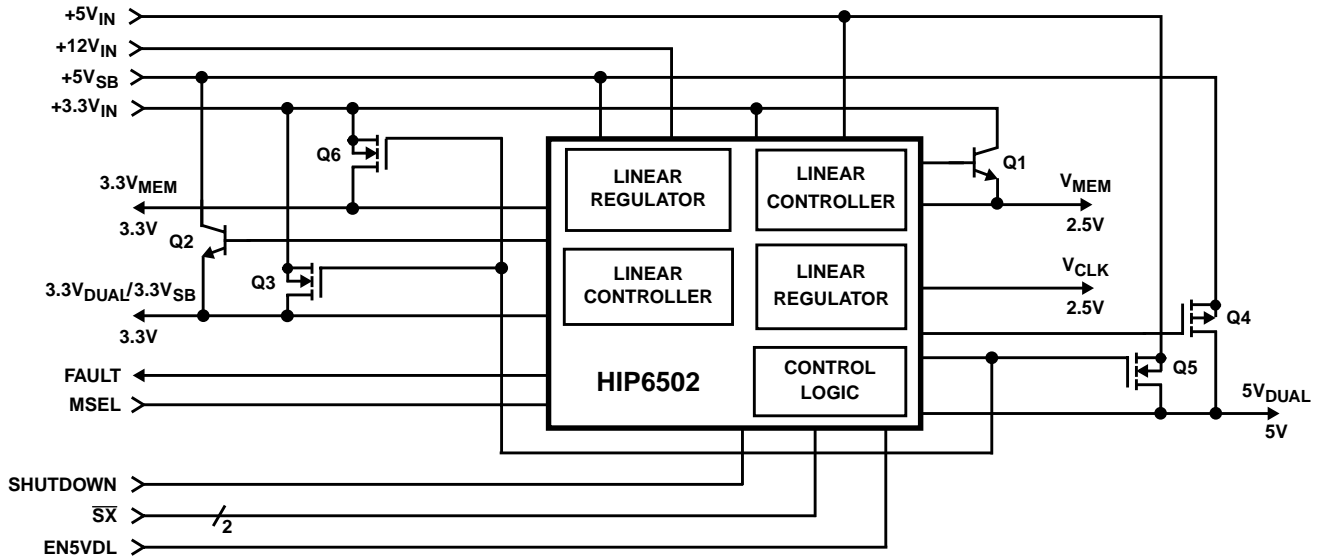 +5VIN
+12VIN
+5VSB
+3.3VIN
Q6
LINEAR
REGULATOR
LINEAR
CONTROLLER
Q1
3.3VMEM
3.3V
VMEM
2.5V
Q2
Q3
LINEAR
CONTROLLER
LINEAR
REGULATOR
VCLK
2.5V
3.3VDUAL/3.3VSB
3.3V
Q4
FAULT
MSEL
HIP6502
CONTROL
LOGIC
Q5
5VDUAL
5V
SHUTDOWN
SX
2
EN5VDL